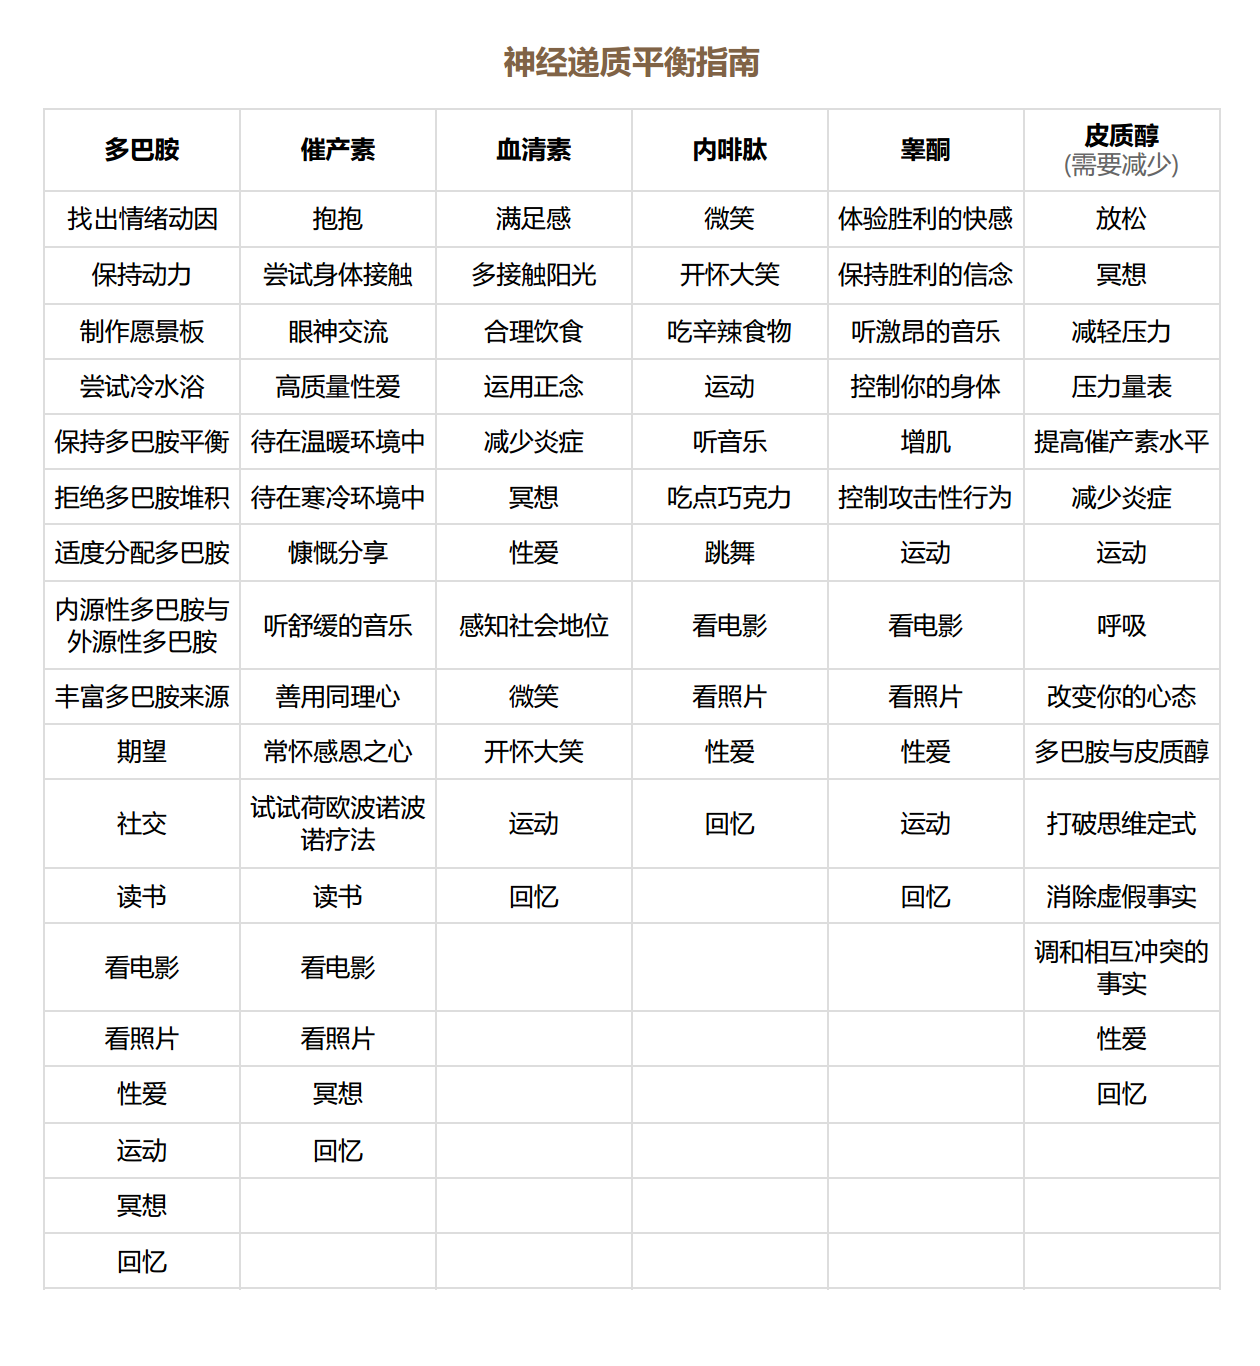 神经递质平衡指南
多巴胺 催产素 血清素 内啡肽 睾酮 皮质醇
(需要减少)
找出情绪动因 抱抱 满足感 微笑 体验胜利的快感 放松
保持动力 尝试身体接触 多接触阳光 开怀大笑 保持胜利的信念 冥想
制作愿景板 眼神交流 合理饮食 吃辛辣食物 听激昂的音乐 减轻压力
尝试冷水浴 高质量性爱 运用正念 运动 控制你的身体 压力量表
保持多巴胺平衡 待在温暖环境中 减少炎症 听音乐 增肌 提高催产素水平
拒绝多巴胺堆积 待在寒冷环境中 冥想 吃点巧克力 控制攻击性行为 减少炎症
适度分配多巴胺 慷慨分享 性爱 跳舞 运动 运动
内源性多巴胺与
外源性多巴胺 听舒缓的音乐 感知社会地位 看电影 看电影 呼吸
丰富多巴胺来源 善用同理心 微笑 看照片 看照片 改变你的心态
期望 常怀感恩之心 开怀大笑 性爱 性爱 多巴胺与皮质醇
社交 试试荷欧波诺波
诺疗法 运动 回忆 运动 打破思维定式
读书 读书 回忆 回忆 消除虚假事实
看电影 看电影 调和相互冲突的
事实
看照片 看照片 性爱
性爱 冥想 回忆
运动 回忆
冥想
回忆